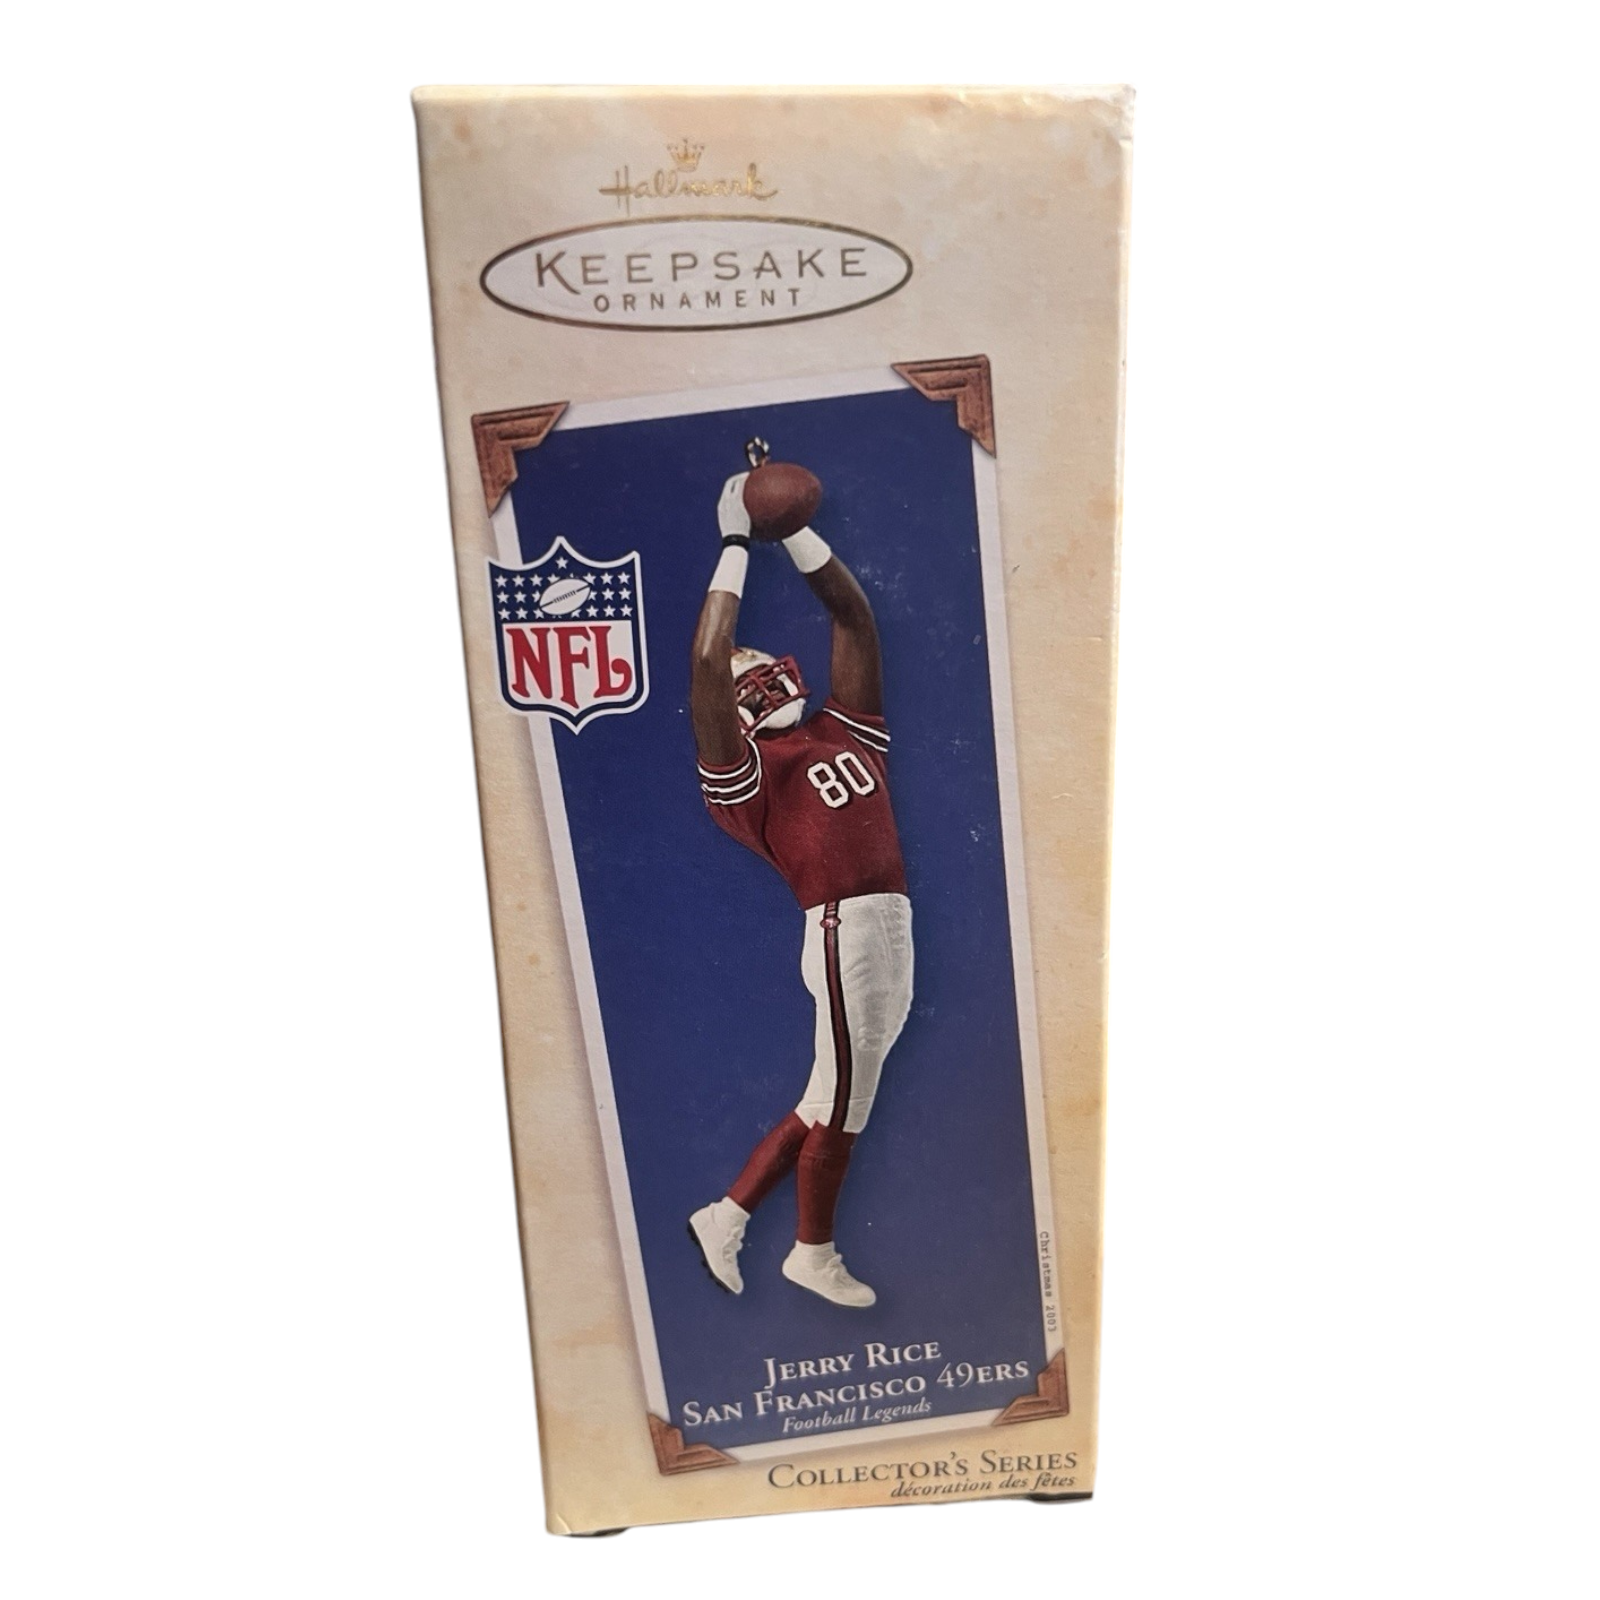 Hallmark
KEEPSAKE
ORNAMENT
NFL
80
Christmas 2003
JERRY RICE
SAN FRANCISCO 49ERS
Football Legends
COLLECTOR'S SERIES
décoration des fêtes